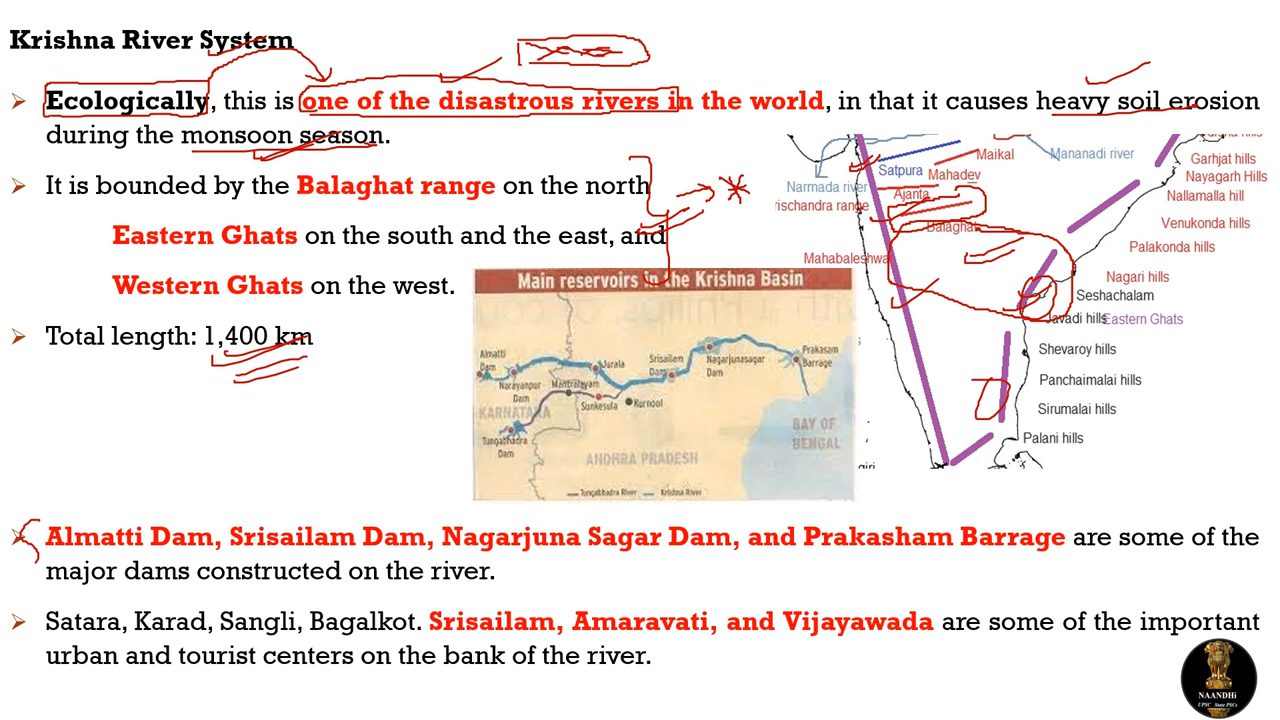 Krishna River System
Ecologically, this is one of the disastrous rivers in the world, in that it causes heavy soil erosion
during the monsoon season.
It is bounded by the Balaghat range on the north
Eastern Ghats on the south and the east, and
Western Ghats on the west.
Total length: 1,400 km
Maikal
Mananadi river
Garhjat hills
Satpura
Mahadev
Nayagarh Hills
Narmada river
Ajanta
Nallamalla hill
rischandra range
Balaghat
Venukonda hills
Palakonda hills
Mahabaleshwa
Nagari hills
Seshachalam
Javadi hills
Eastern Ghats
Shevaroy hills
Panchaimalai hills
Sirumalai hills
Palani hills
giri
Main reservoirs in the Krishna Basin
Almatti
Dam
Narayanpur
Dam
Jurala
Mantralayam
Sunkesula
Kurnool
Srisailam
Dam
Nagarjunasagar
Dam
Prakasam
Barrage
KARNATAKA
Tungabhadra
Dam
ANDHRA PRADESH
BAY OF
BENGAL
Tungabhadra River
Krishna River
Almatti Dam, Srisailam Dam, Nagarjuna Sagar Dam, and Prakasham Barrage are some of the
major dams constructed on the river.
Satara, Karad, Sangli, Bagalkot. Srisailam, Amaravati, and Vijayawada are some of the important
urban and tourist centers on the bank of the river.
NAANDHi
UPSC State PSCs